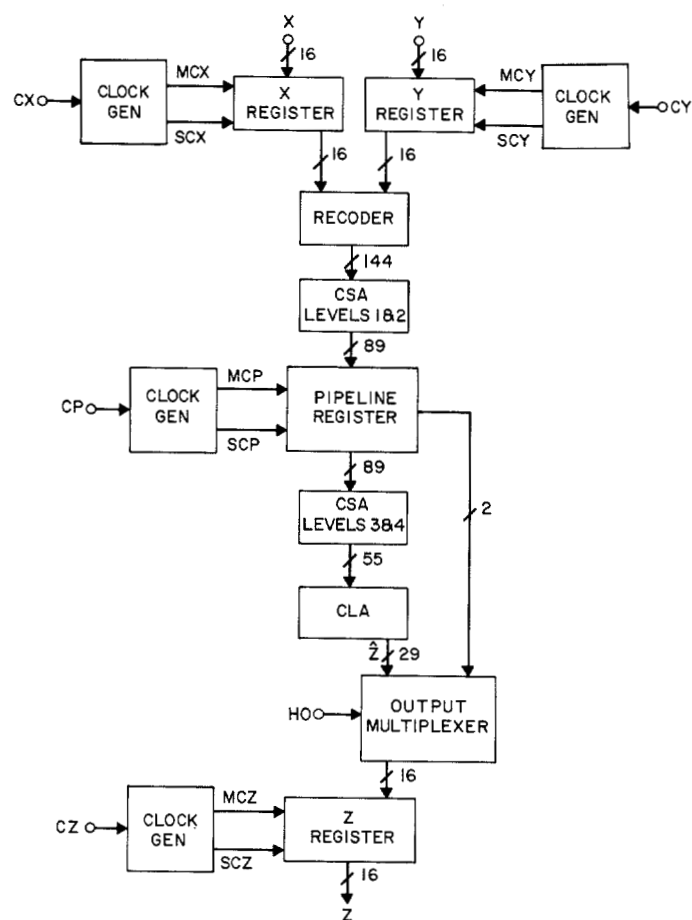 X
Y
16
16
MCX
MCY
CX
CLOCK
GEN
X
REGISTER
Y
REGISTER
CLOCK
GEN
CY
SCX
SCY
16
16
RECODER
144
CSA
LEVELS 1&2
89
MCP
CP
CLOCK
GEN
PIPELINE
REGISTER
SCP
89
CSA
LEVELS 3&4
2
55
CLA
Ẑ
29
HO
OUTPUT
MULTIPLEXER
16
MCZ
CZ
CLOCK
GEN
Z
REGISTER
SCZ
16
Z